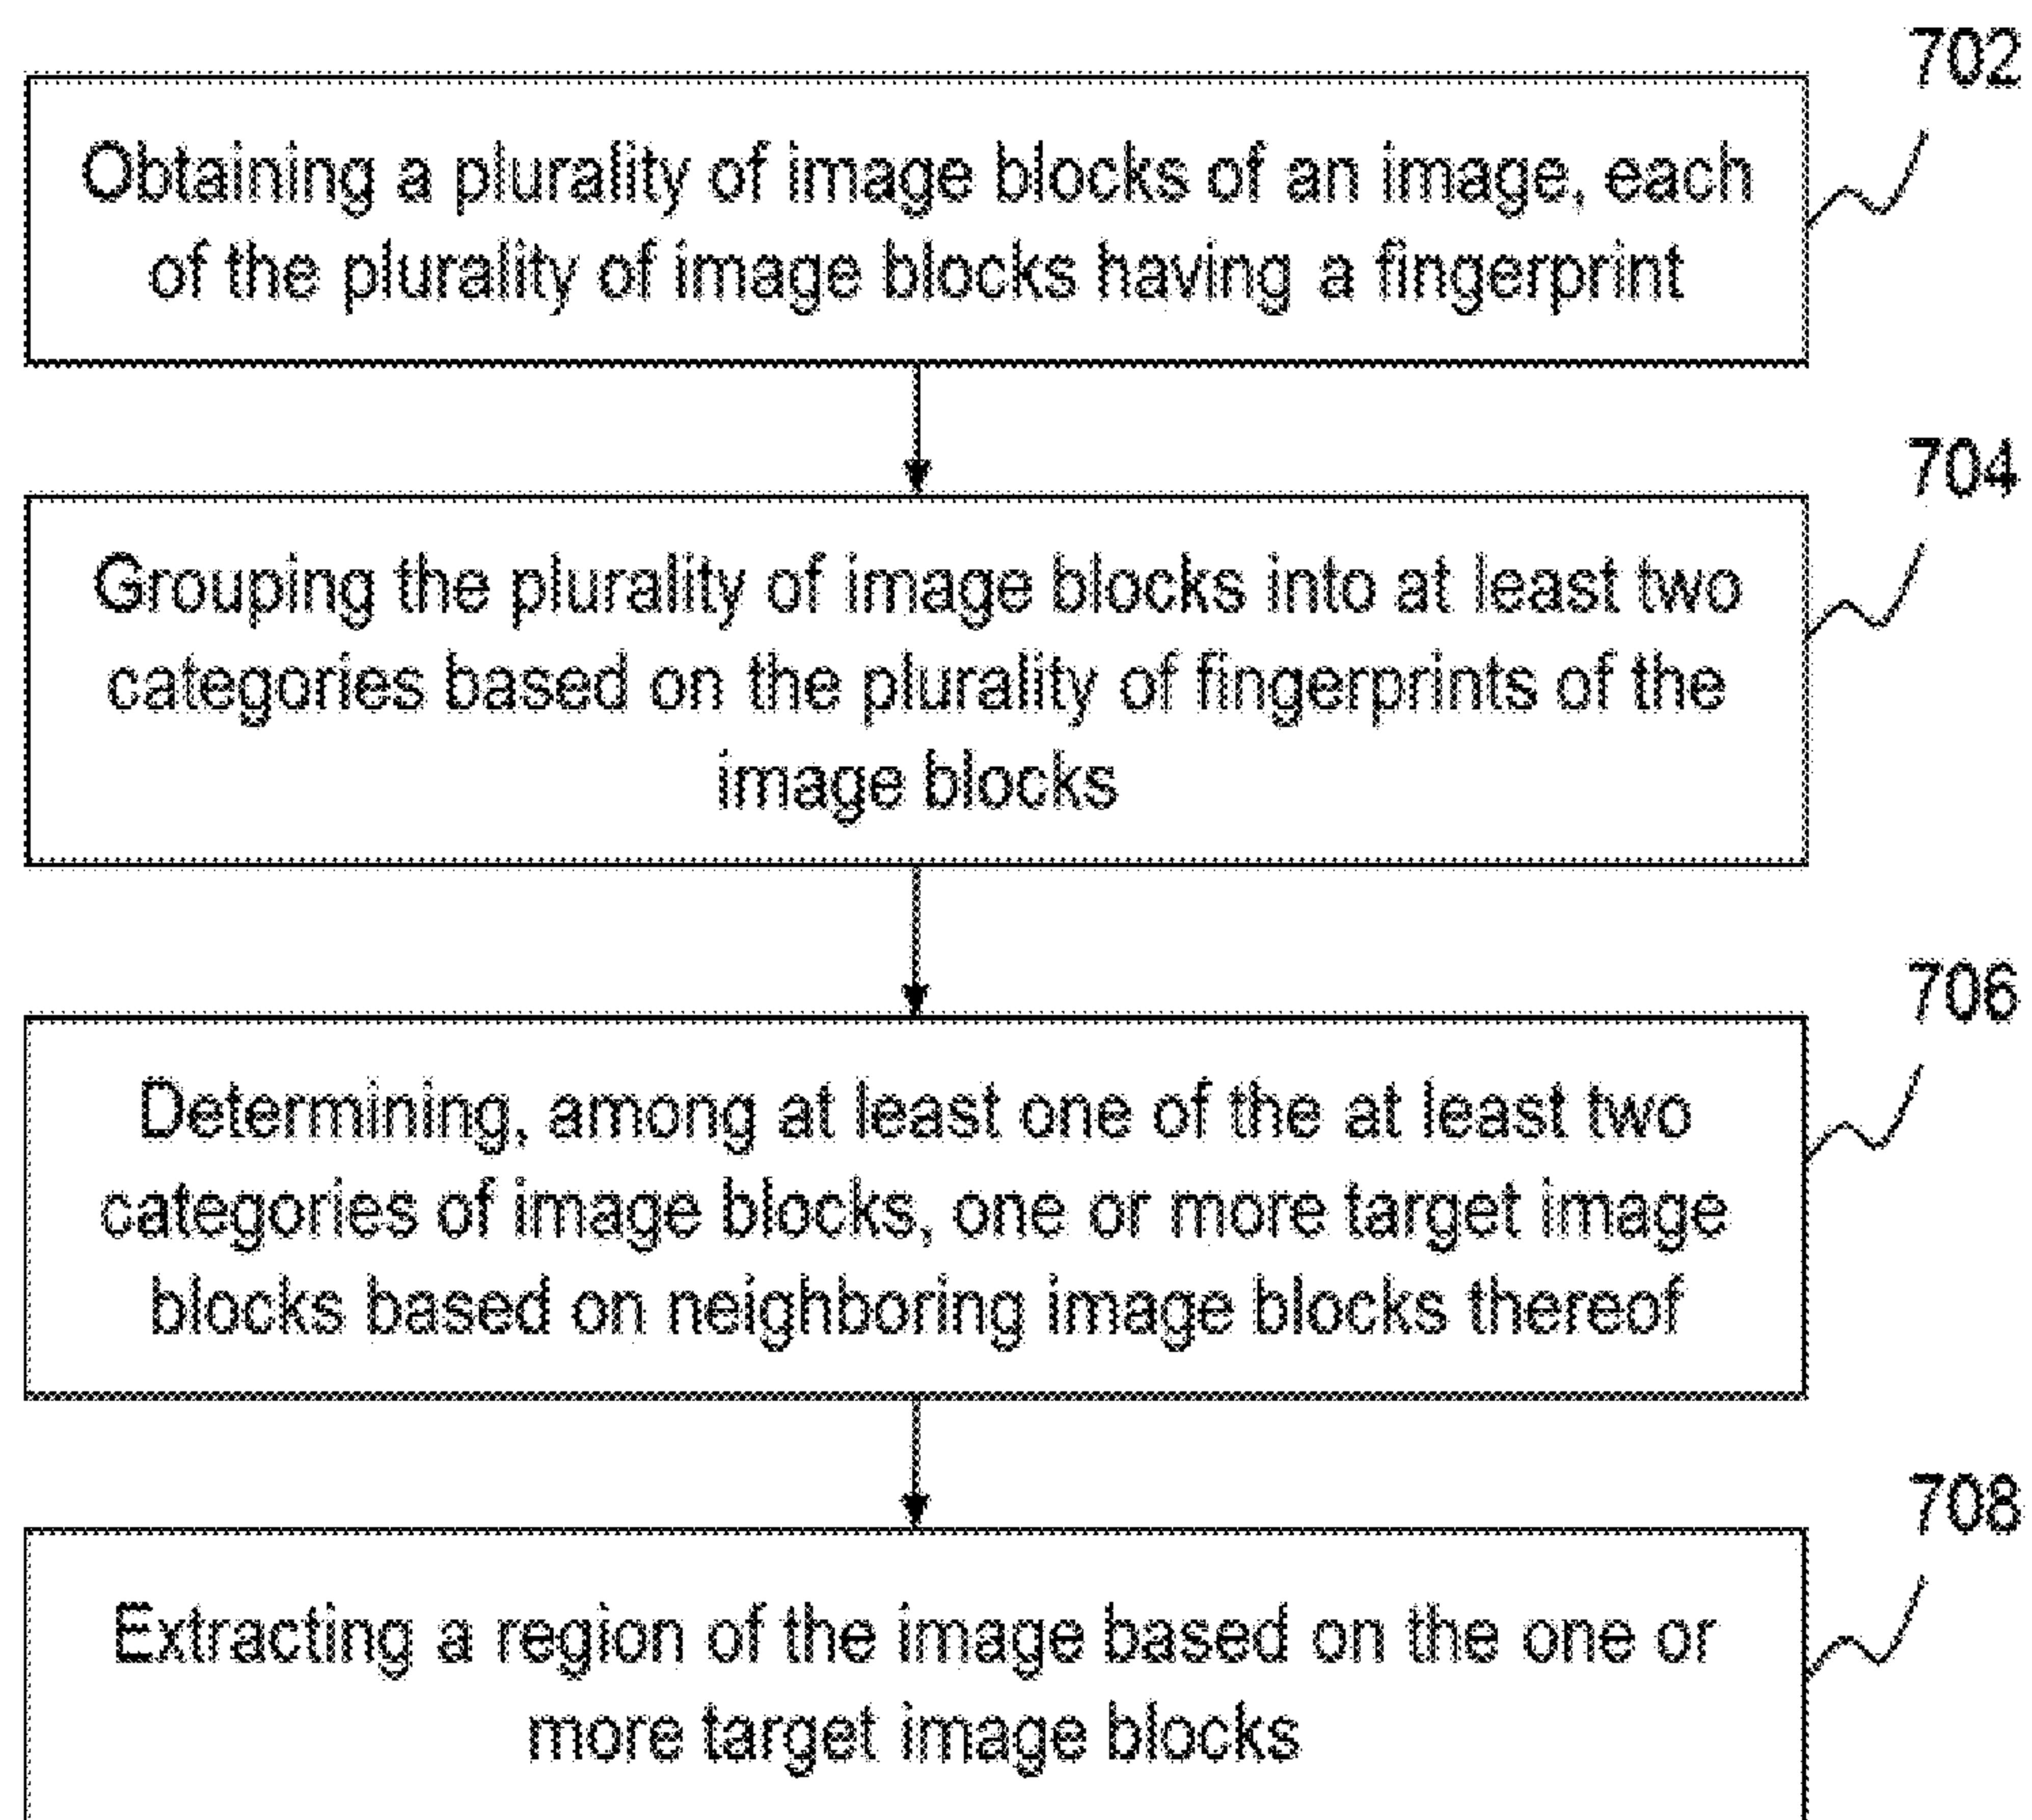 702
Obtaining a plurality of image blocks of an image, each
of the plurality of image blocks having a fingerprint
704
Grouping the plurality of image blocks into at least two
categories based on the plurality of fingerprints of the
image blocks
706
Determining, among at least one of the at least two
categories of image blocks, one or more target image
blocks based on neighboring image blocks thereof
708
Extracting a region of the image based on the one or
more target image blocks